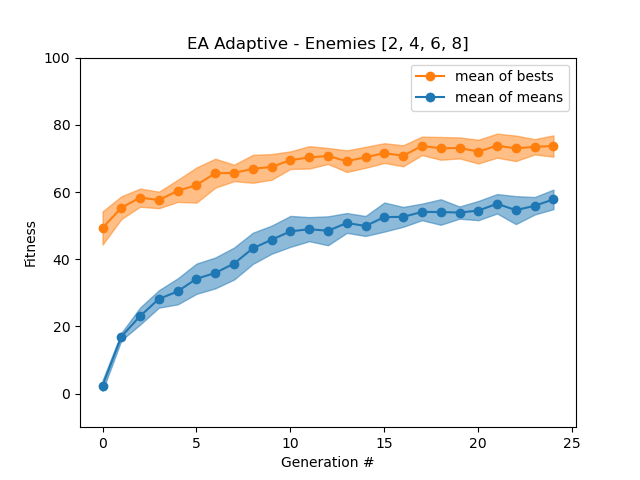 EA Adaptive - Enemies [2, 4, 6, 8]
mean of bests
mean of means
Fitness
100
80
60
40
20
0
0 5 10 15 20 25
Generation #